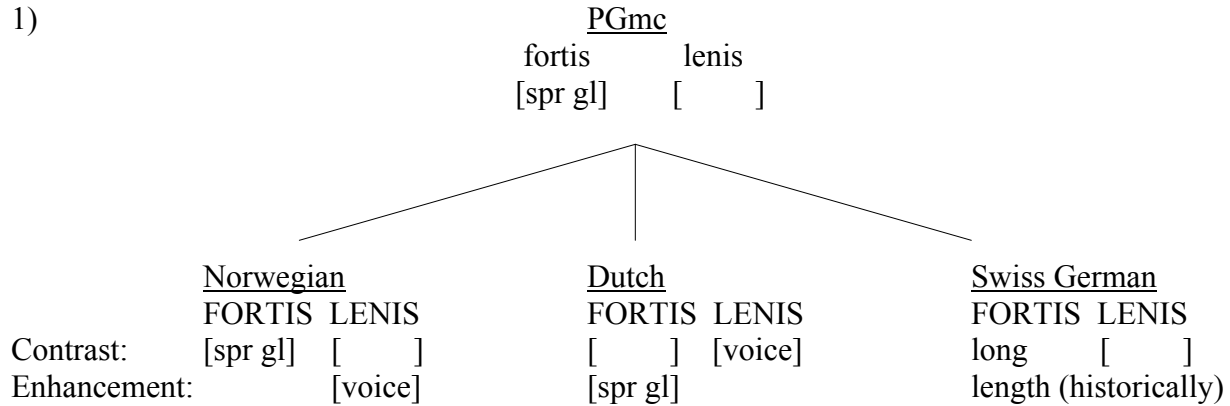 1) PGmc
fortis lenis
[spr gl] [ ]
Norwegian Dutch Swiss German
FORTIS LENIS FORTIS LENIS FORTIS LENIS
Contrast: [spr gl] [ ] [ ] [voice] long [ ]
Enhancement: [voice] [spr gl] length (historically)